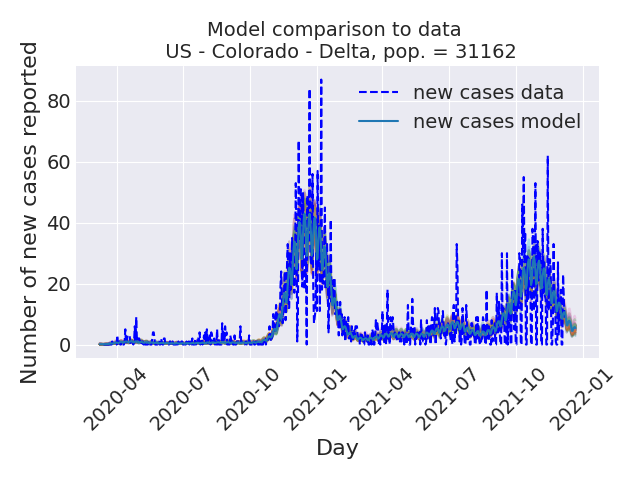 Model comparison to data
US - Colorado - Delta, pop. = 31162
Number of new cases reported
80
60
40
20
0
new cases data
new cases model
2020-04
2020-07
2020-10
2021-01
2021-04
2021-07
2021-10
2022-01
Day